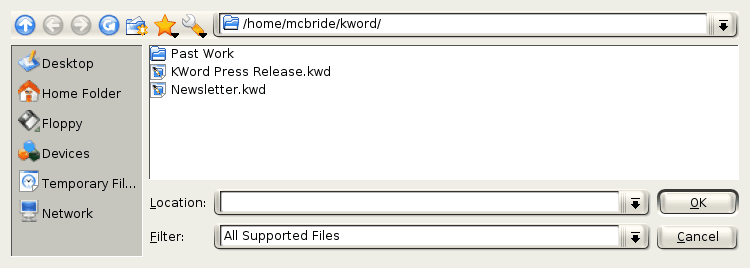 /home/mcbride/kword/
Desktop
Home Folder
Floppy
Devices
Temporary Fil...
Network
Past Work
KWord Press Release.kwd
Newsletter.kwd
Location:
OK
Filter: All Supported Files
Cancel